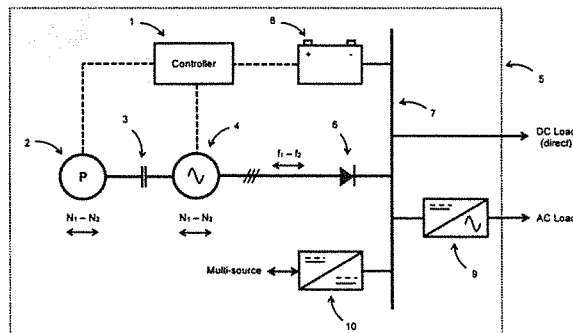 1
8
Controller
+ -
5
3
4
7
DC Load
(direct)
2
f₁ – f₂
6
P
N₁ – N₂
N₁ – N₂
AC Load
Multi-source
9
10